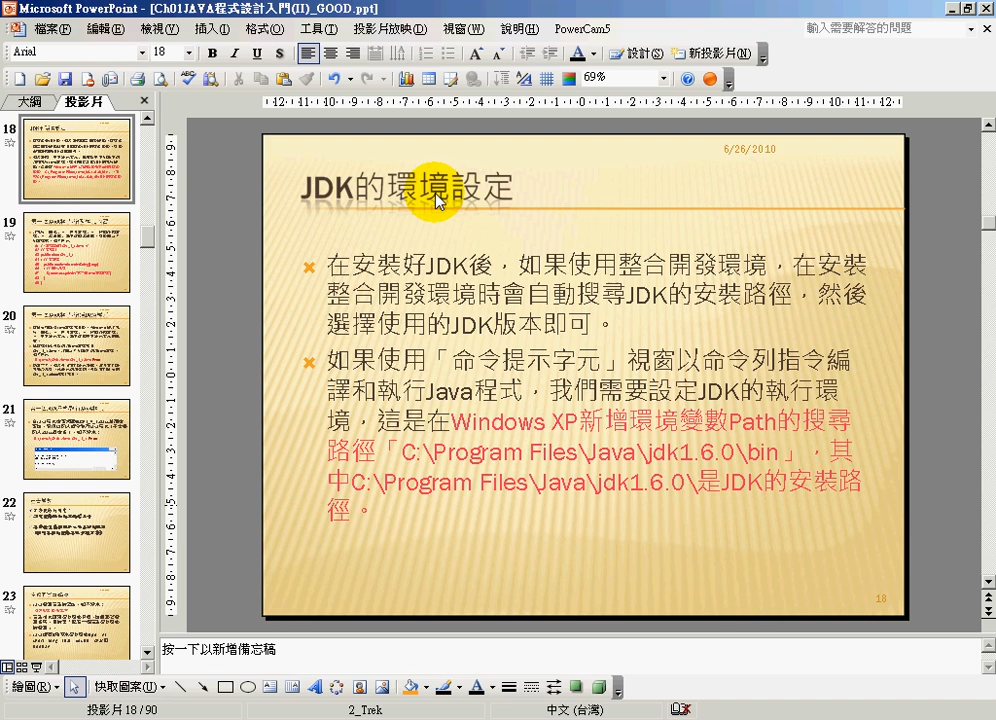 Microsoft PowerPoint - [Ch01JAVA程式設計入門(II)_GOOD.ppt]
檔案(F) 編輯(E) 檢視(V) 插入(I) 格式(O) 工具(T) 投影片放映(D) 視窗(W) 說明(H) PowerCam5 輸入需要解答的問題
Arial 18 B I U S 設計(S) 新投影片(N)
69%
大綱 投影片
18
19
20
21
22
23
6/26/2010
JDK的環境設定
在安裝好JDK後，如果使用整合開發環境，在安裝
整合開發環境時會自動搜尋JDK的安裝路徑，然後
選擇使用的JDK版本即可。
如果使用「命令提示字元」視窗以命令列指令編
譯和執行Java程式，我們需要設定JDK的執行環
境，這是在Windows XP新增環境變數Path的搜尋
路徑「C:\Program Files\Java\jdk1.6.0\bin」，其
中C:\Program Files\Java\jdk1.6.0\是JDK的安裝路
徑。
18
按一下以新增備忘稿
繪圖(R) 快取圖案(U)
投影片 18 / 90 2_Trek 中文 (台灣)